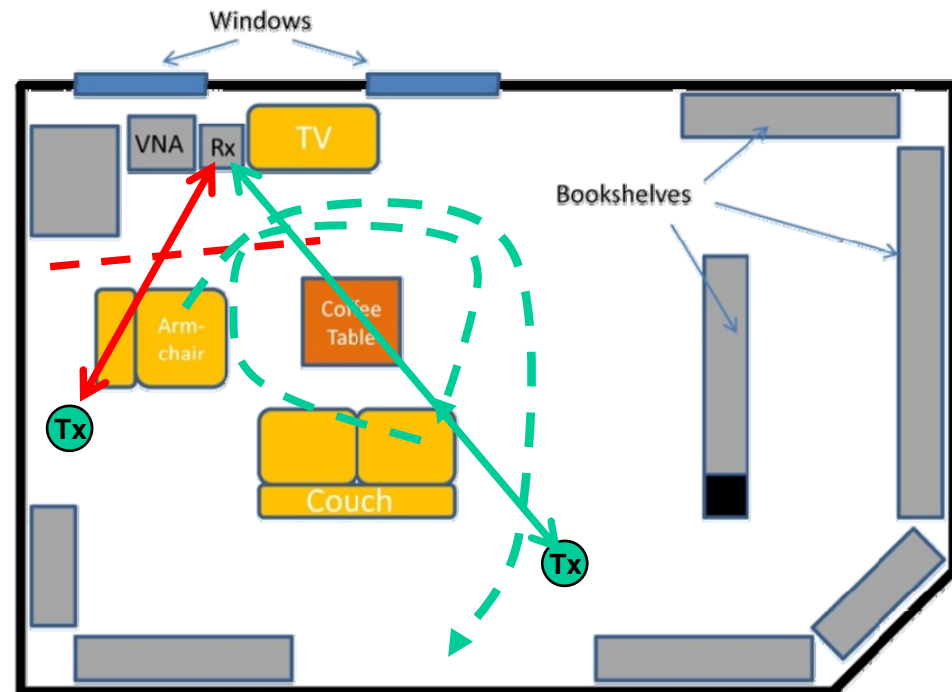 Windows
VNA
Rx
TV
Bookshelves
Coffee
Table
Arm-
chair
Tx
Couch
Tx